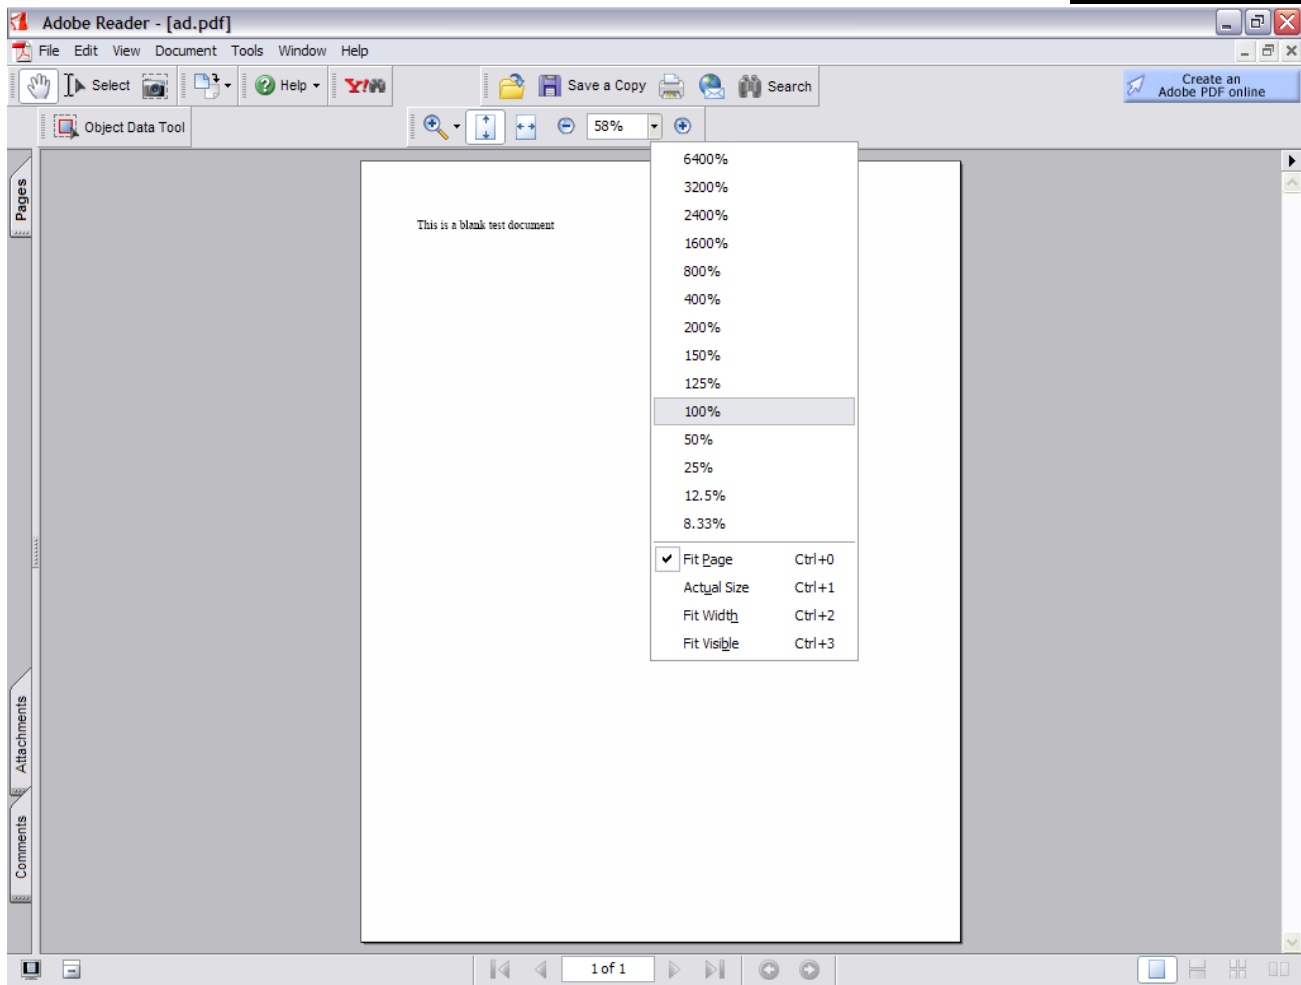 Adobe Reader - [ad.pdf]
File Edit View Document Tools Window Help
Select Help Y! Save a Copy Search Create an
Adobe PDF online
Object Data Tool 58%
6400%
3200%
2400%
1600%
800%
400%
200%
150%
125%
100%
50%
25%
12.5%
8.33%
Fit Page Ctrl+0
Actual Size Ctrl+1
Fit Width Ctrl+2
Fit Visible Ctrl+3
This is a blank test document
Pages
Attachments
Comments
1 of 1